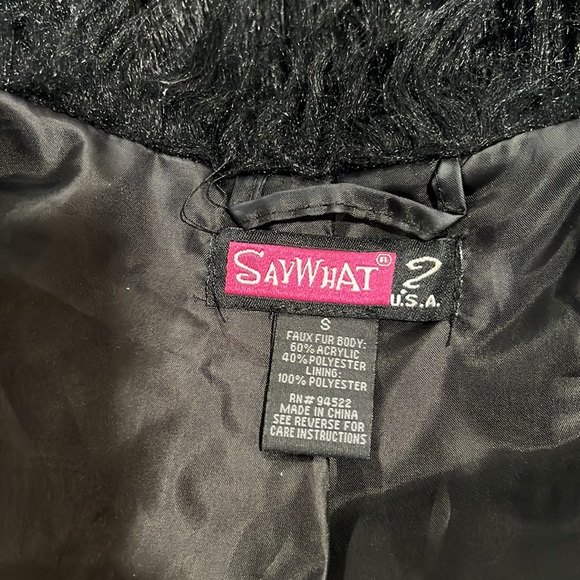 SAYWHAT ?
U.S.A.
S
FAUX FUR BODY:
60% ACRYLIC
40% POLYESTER
LINING:
100% POLYESTER
RN# 94522
MADE IN CHINA
SEE REVERSE FOR
CARE INSTRUCTIONS